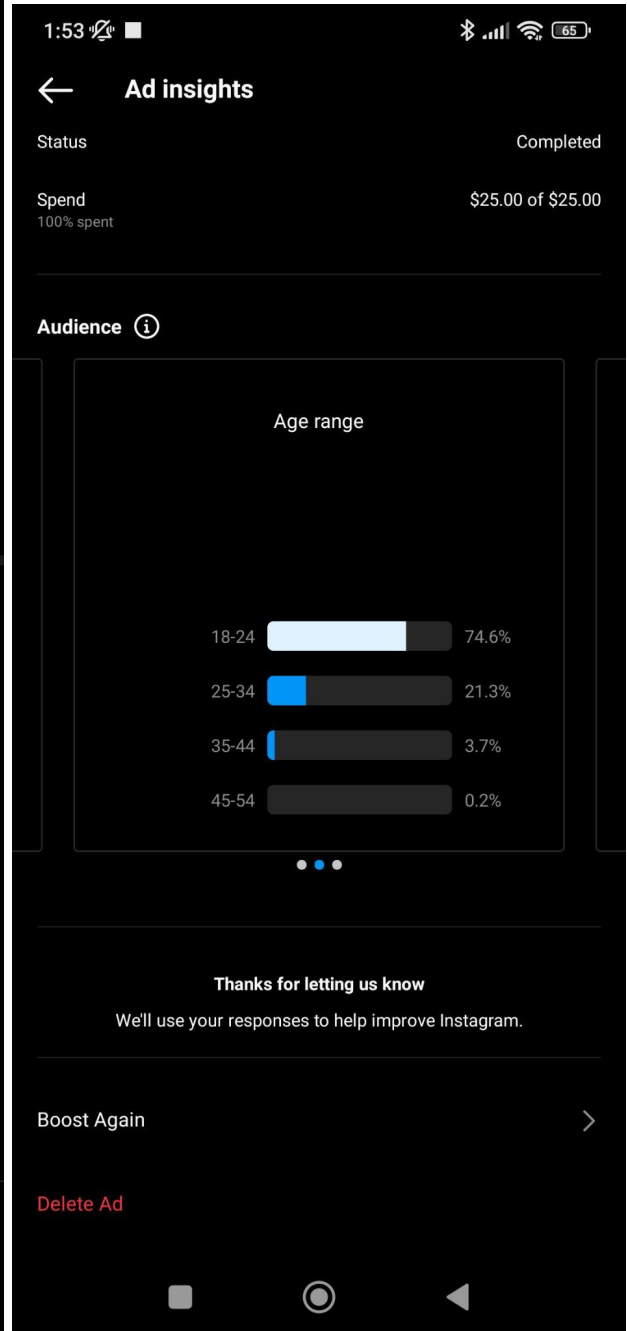 1:53 65
Ad insights
Status Completed
Spend $25.00 of $25.00
100% spent
Audience
Age range
18-24 74.6%
25-34 21.3%
35-44 3.7%
45-54 0.2%
Thanks for letting us know
We'll use your responses to help improve Instagram.
Boost Again
Delete Ad